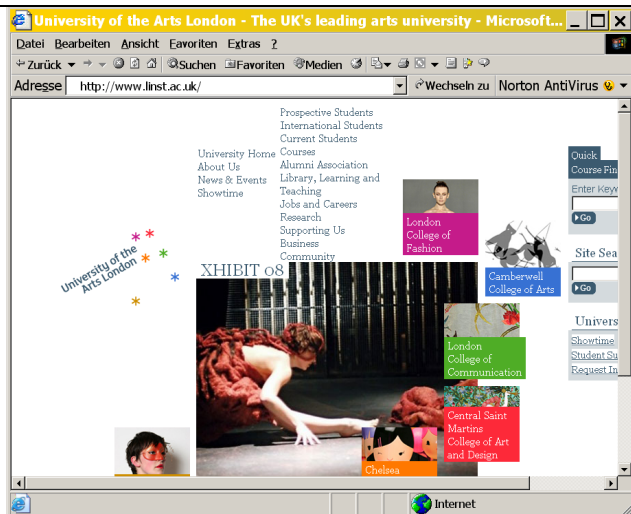 University of the Arts London - The UK's leading arts university - Microsoft...
Datei Bearbeiten Ansicht Favoriten Extras ?
Zurück Suchen Favoriten Medien
Adresse http://www.linst.ac.uk/ Wechseln zu Norton AntiVirus
Prospective Students
International Students
Current Students
University Home Courses
About Us Alumni Association
News & Events Library, Learning and
Showtime Teaching
Jobs and Careers
Research
Supporting Us
Business
Community
Quick
Course Fin
Enter Keyw
Go
Site Sea
Go
Univers
Showtime
Student Su
Request In
University of the
Arts London
XHIBIT 08
London
College of
Fashion
Camberwell
College of Arts
London
College of
Communication
Central Saint
Martins
College of Art
and Design
Chelsea
Internet